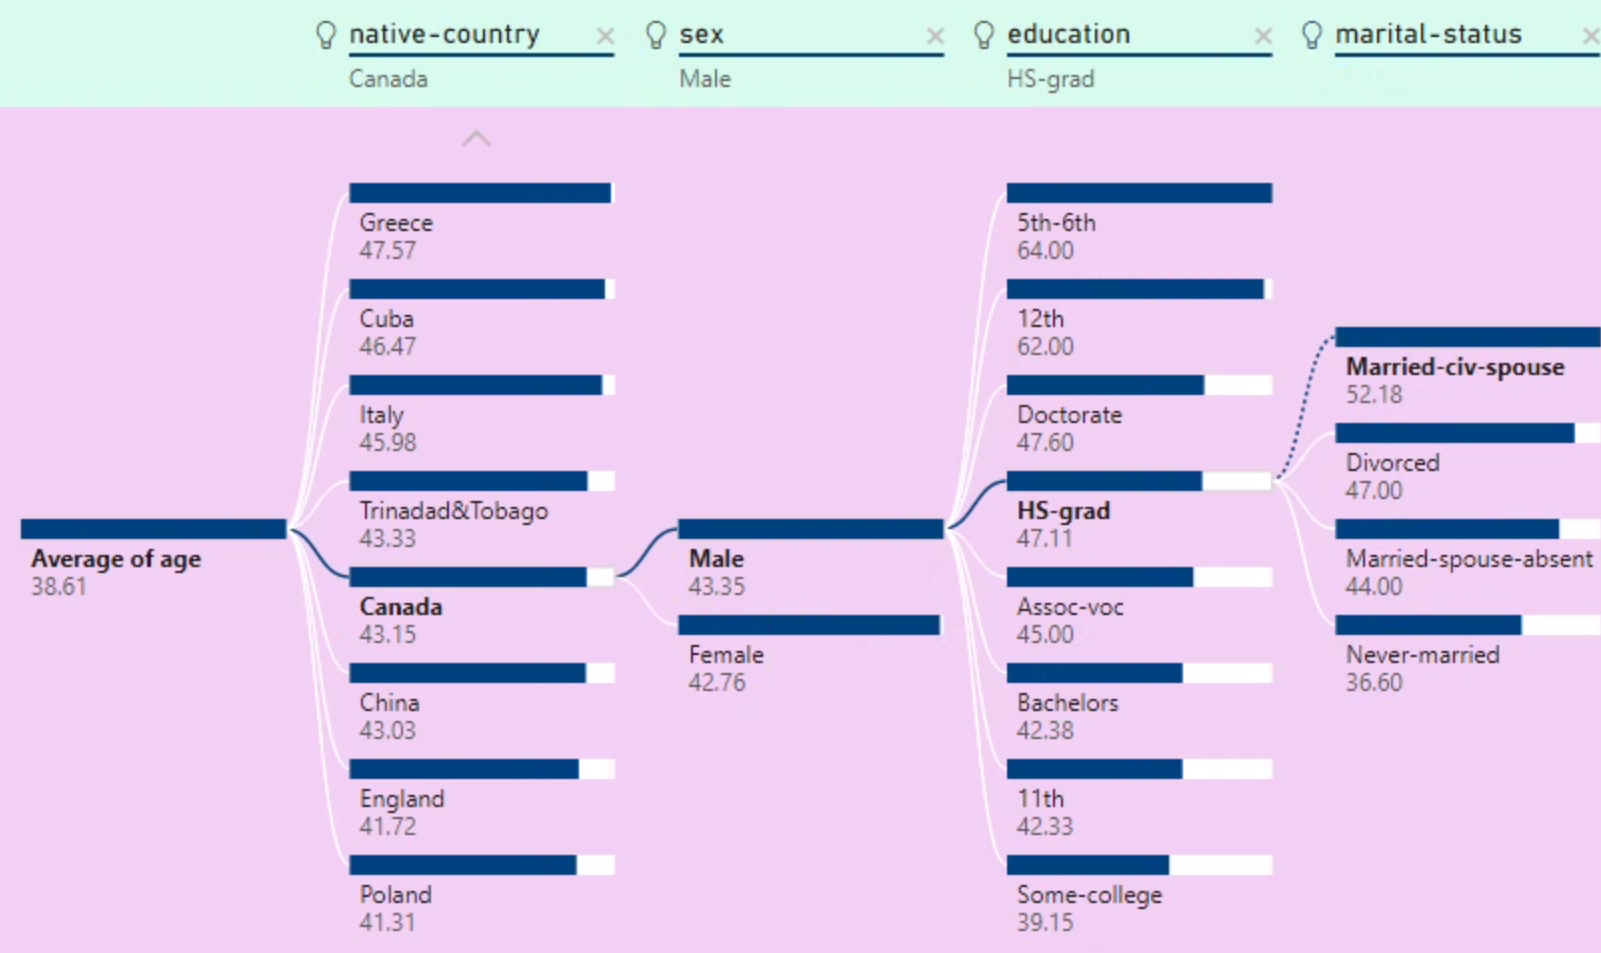 native-country
sex
education
marital-status
Canada
Male
HS-grad
Average of age
38.61
Greece
47.57
Cuba
46.47
Italy
45.98
Trinadad&Tobago
43.33
Canada
43.15
China
43.03
England
41.72
Poland
41.31
Male
43.35
Female
42.76
5th-6th
64.00
12th
62.00
Doctorate
47.60
HS-grad
47.11
Assoc-voc
45.00
Bachelors
42.38
11th
42.33
Some-college
39.15
Married-civ-spouse
52.18
Divorced
47.00
Married-spouse-absent
44.00
Never-married
36.60